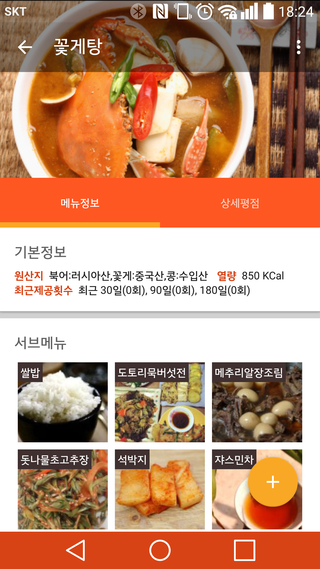 SKT 18:24
꽃게탕
메뉴정보 상세평점
기본정보
원산지 북어:러시아산,꽃게:중국산,콩:수입산 열량 850 KCal
최근제공횟수 최근 30일(0회), 90일(0회), 180일(0회)
서브메뉴
쌀밥 도토리묵버섯전 메추리알장조림
돗나물초고추장 석박지 쟈스민차